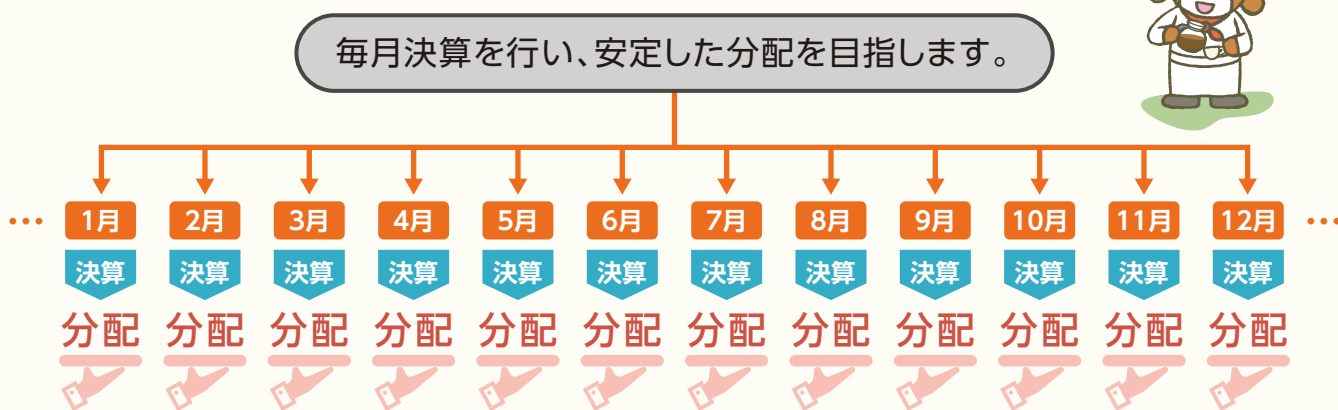 毎月決算を行い、安定した分配を目指します。
… 1月 2月 3月 4月 5月 6月 7月 8月 9月 10月 11月 12月 …
決算 決算 決算 決算 決算 決算 決算 決算 決算 決算 決算 決算
分配 分配 分配 分配 分配 分配 分配 分配 分配 分配 分配 分配